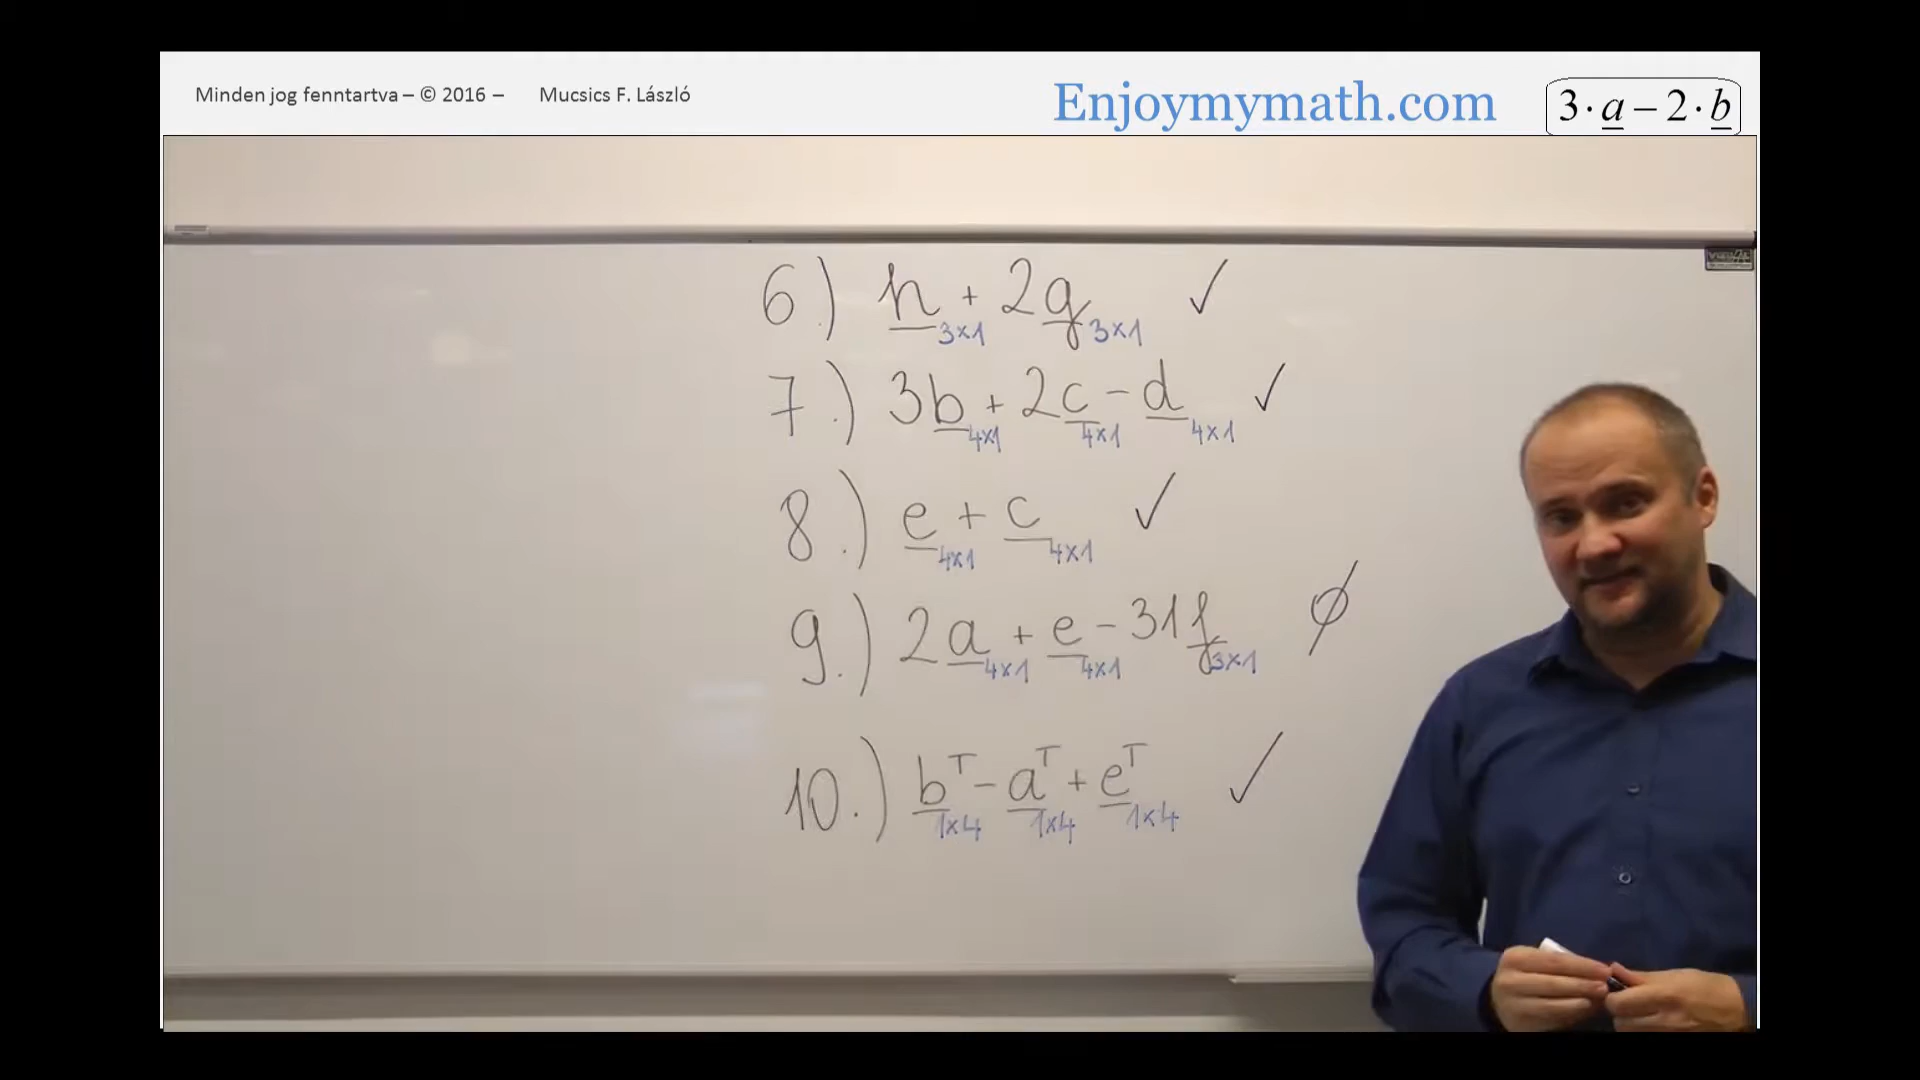 Minden jog fenntartva – © 2016 – Mucsics F. László
Enjoymymath.com
3·a–2·b
6.) h 3x1 + 2g 3x1 ✓
7.) 3b 4x1 + 2c 4x1 – d 4x1 ✓
8.) e 4x1 + c 4x1 ✓
9.) 2a 4x1 + e 4x1 – 31f 3x1 ∅
10.) bᵀ 1x4 – aᵀ 1x4 + eᵀ 1x4 ✓